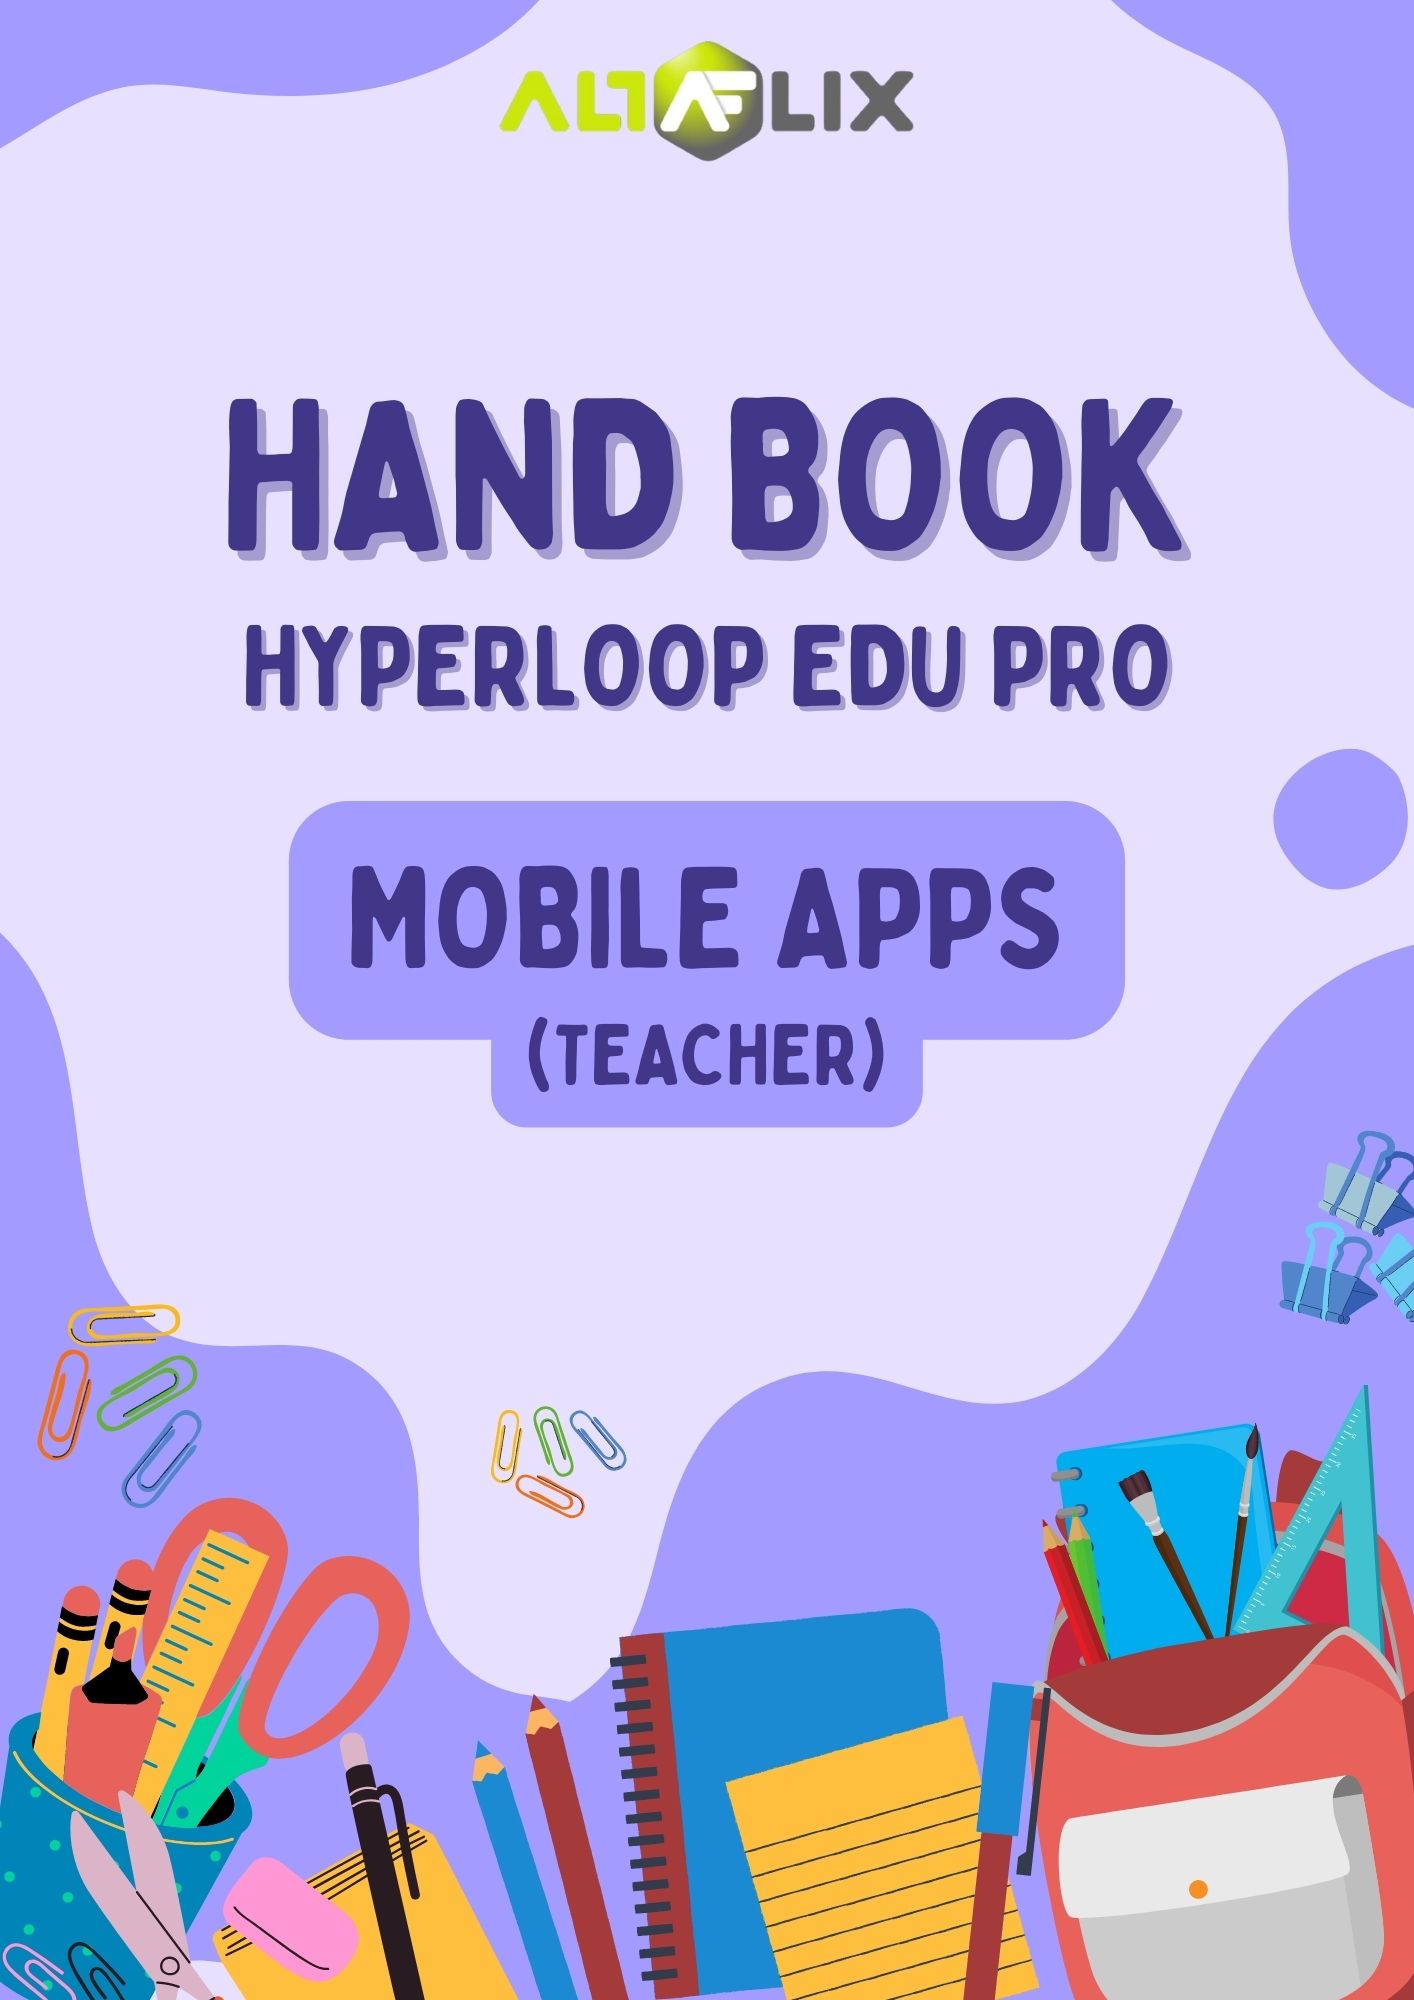 ALTAFLIX
HAND BOOK
HYPERLOOP EDU PRO
MOBILE APPS
(TEACHER)